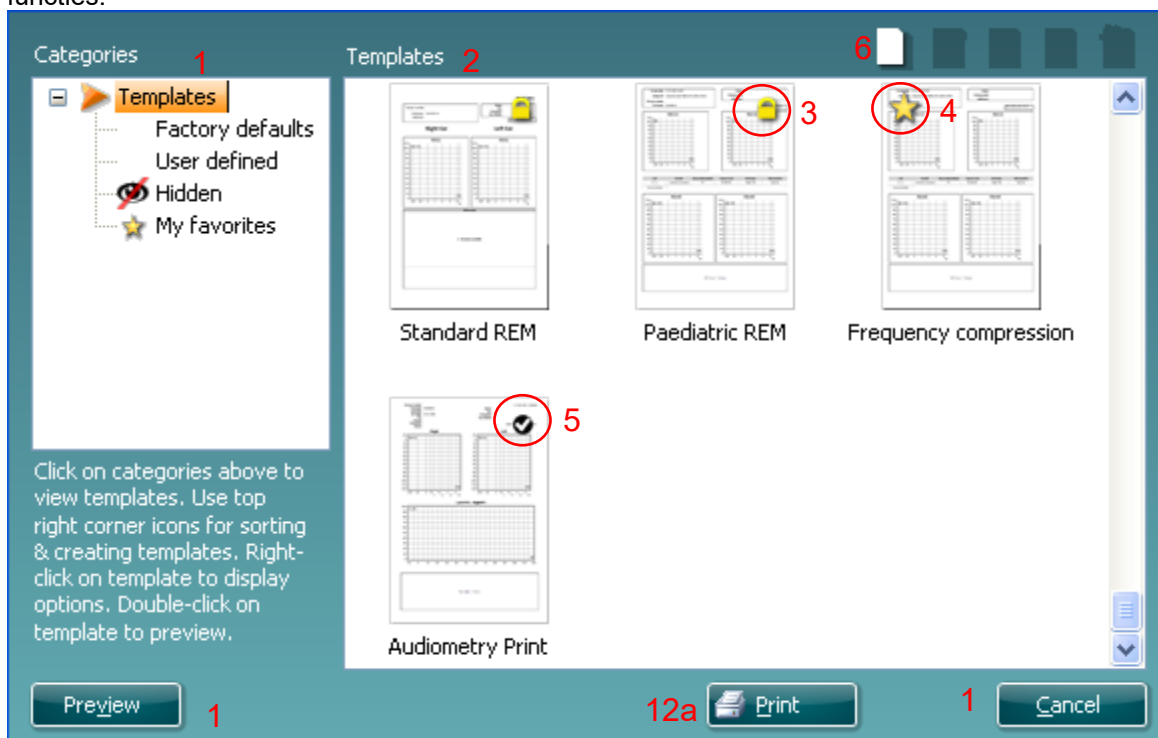 functies.
Categories 1
Templates 2
6
Templates
Factory defaults
User defined
Hidden
My favorites
3
4
Standard REM
Paediatric REM
Frequency compression
5
Audiometry Print
Click on categories above to
view templates. Use top
right corner icons for sorting
& creating templates. Right-
click on template to display
options. Double-click on
template to preview.
Preview
1
12a
Print
1
Cancel